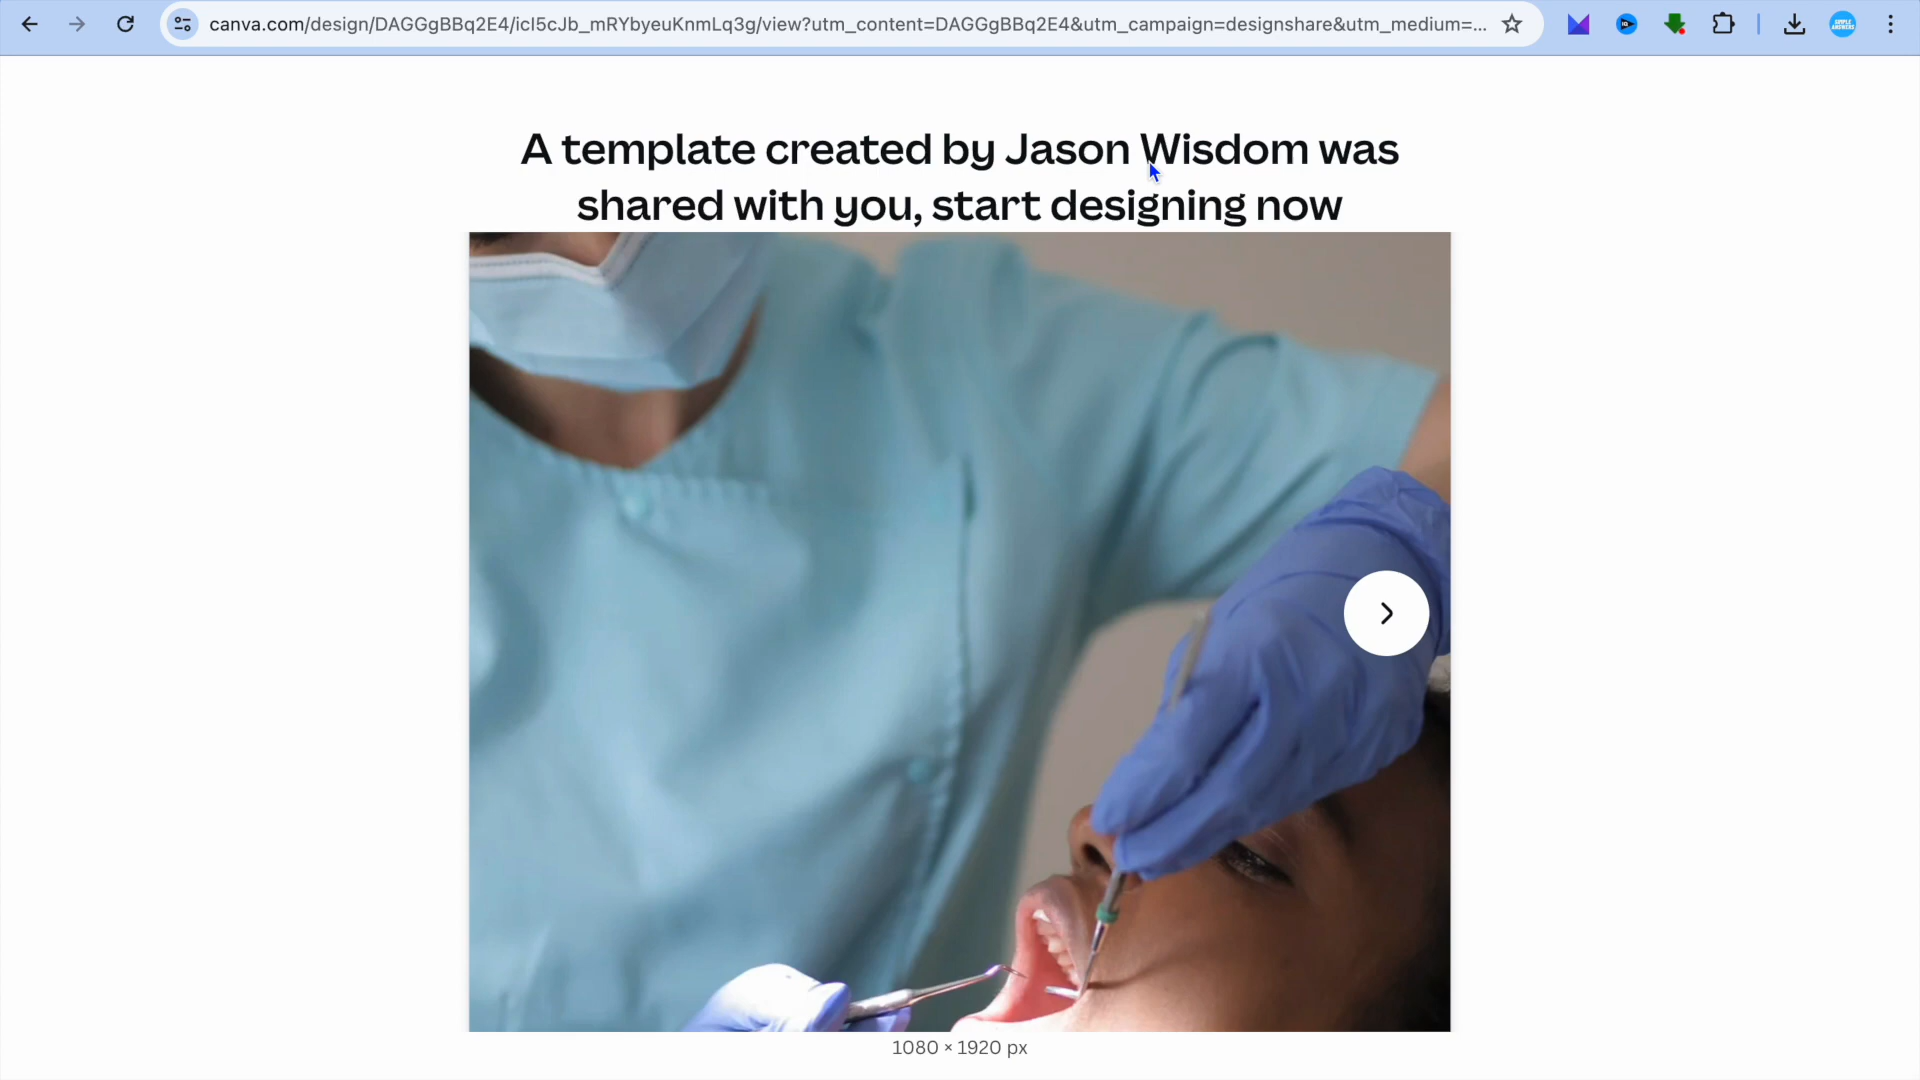 canva.com/design/DAGGgBBq2E4/icI5cJb_mRYbyeuKnmLq3g/view?utm_content=DAGGgBBq2E4&utm_campaign=designshare&utm_medium=...
A template created by Jason Wisdom was
shared with you, start designing now
1080 × 1920 px